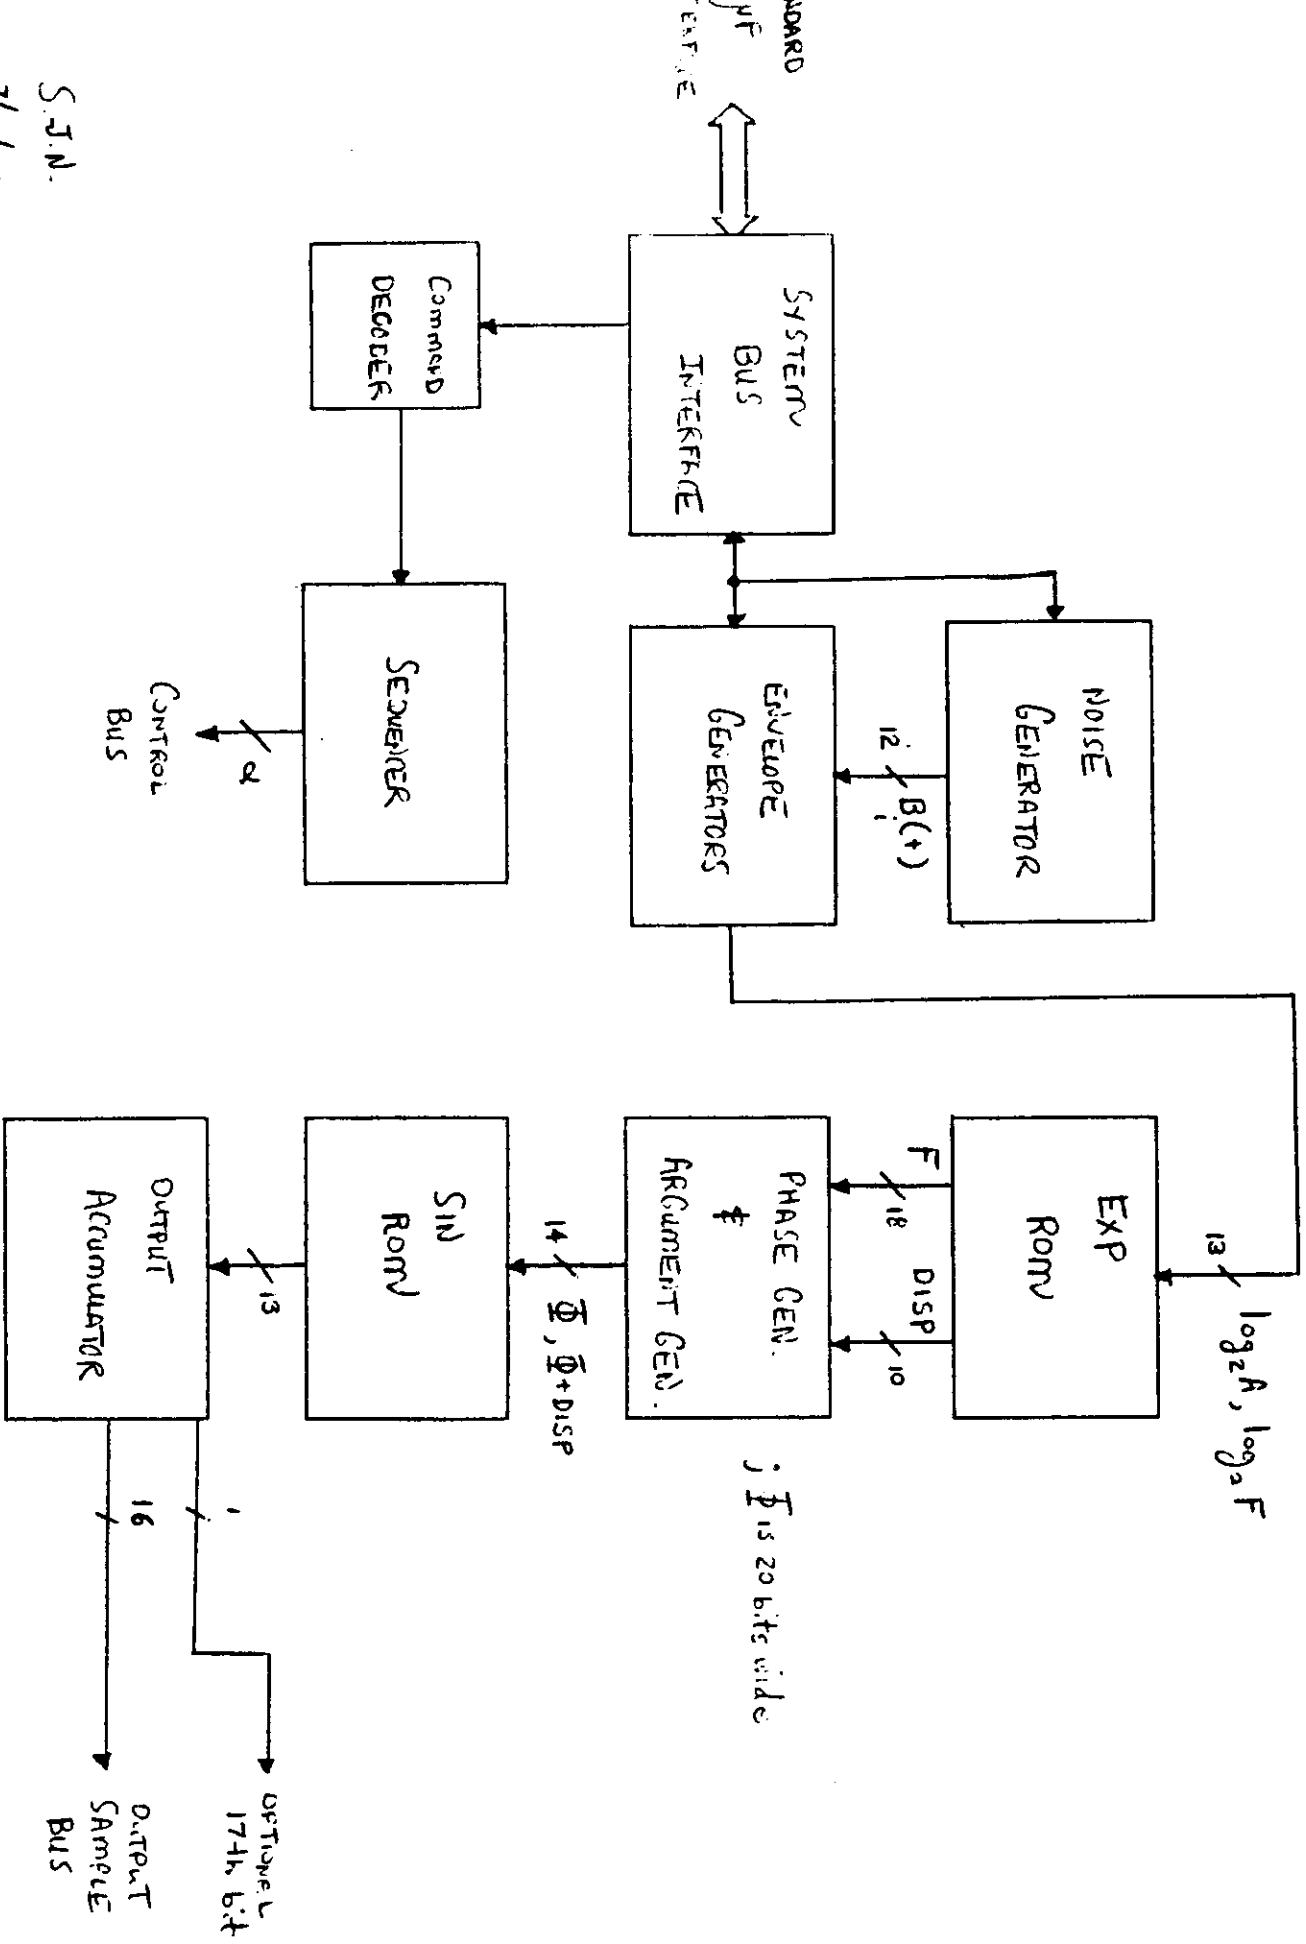 SYSTEM
BUS
INTERFACE
COMMAND
DECODER
SEQUENCER
CONTROL
BUS
NOISE
GENERATOR
12
B(t)
ENVELOPE
GENERATORS
13
log₂A, log₂F
EXP
ROM
F
18
DISP
10
PHASE GEN.
&
ARGUMENT GEN.
; Φ is 20 bits wide
14
Φ, Φ+DISP
SIN
ROM
13
OUTPUT
ACCUMULATOR
16
OPTIONAL
17th bit
OUTPUT
SAMPLE
BUS
S.J.N.